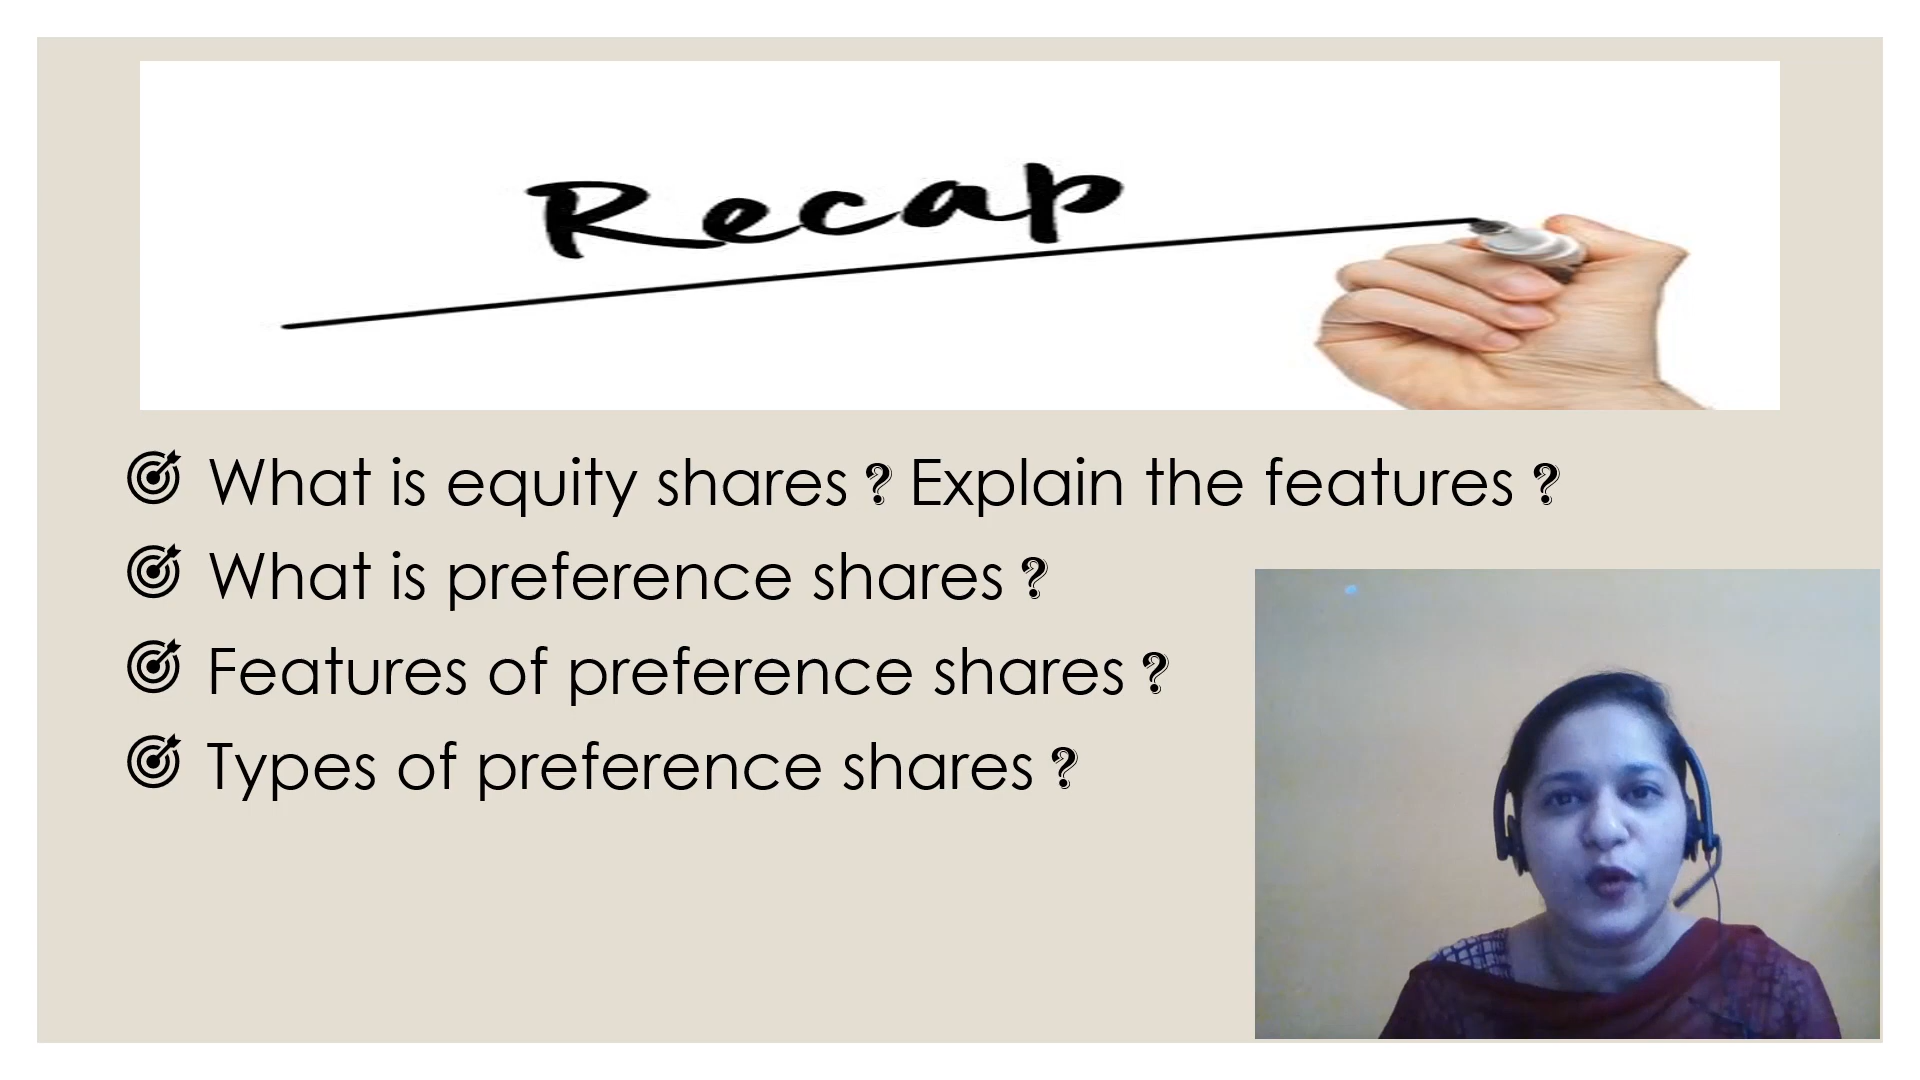 Recap
What is equity shares ? Explain the features ?
What is preference shares ?
Features of preference shares ?
Types of preference shares ?